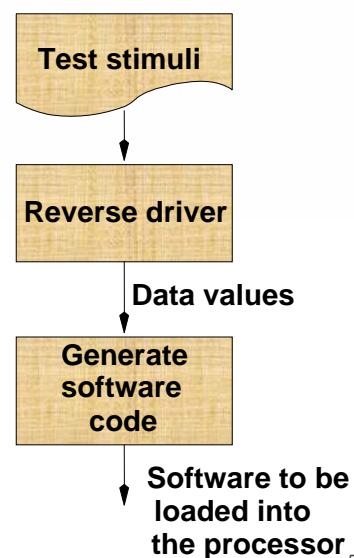 Test stimuli
Reverse driver
Data values
Generate
software
code
Software to be
loaded into
the processor